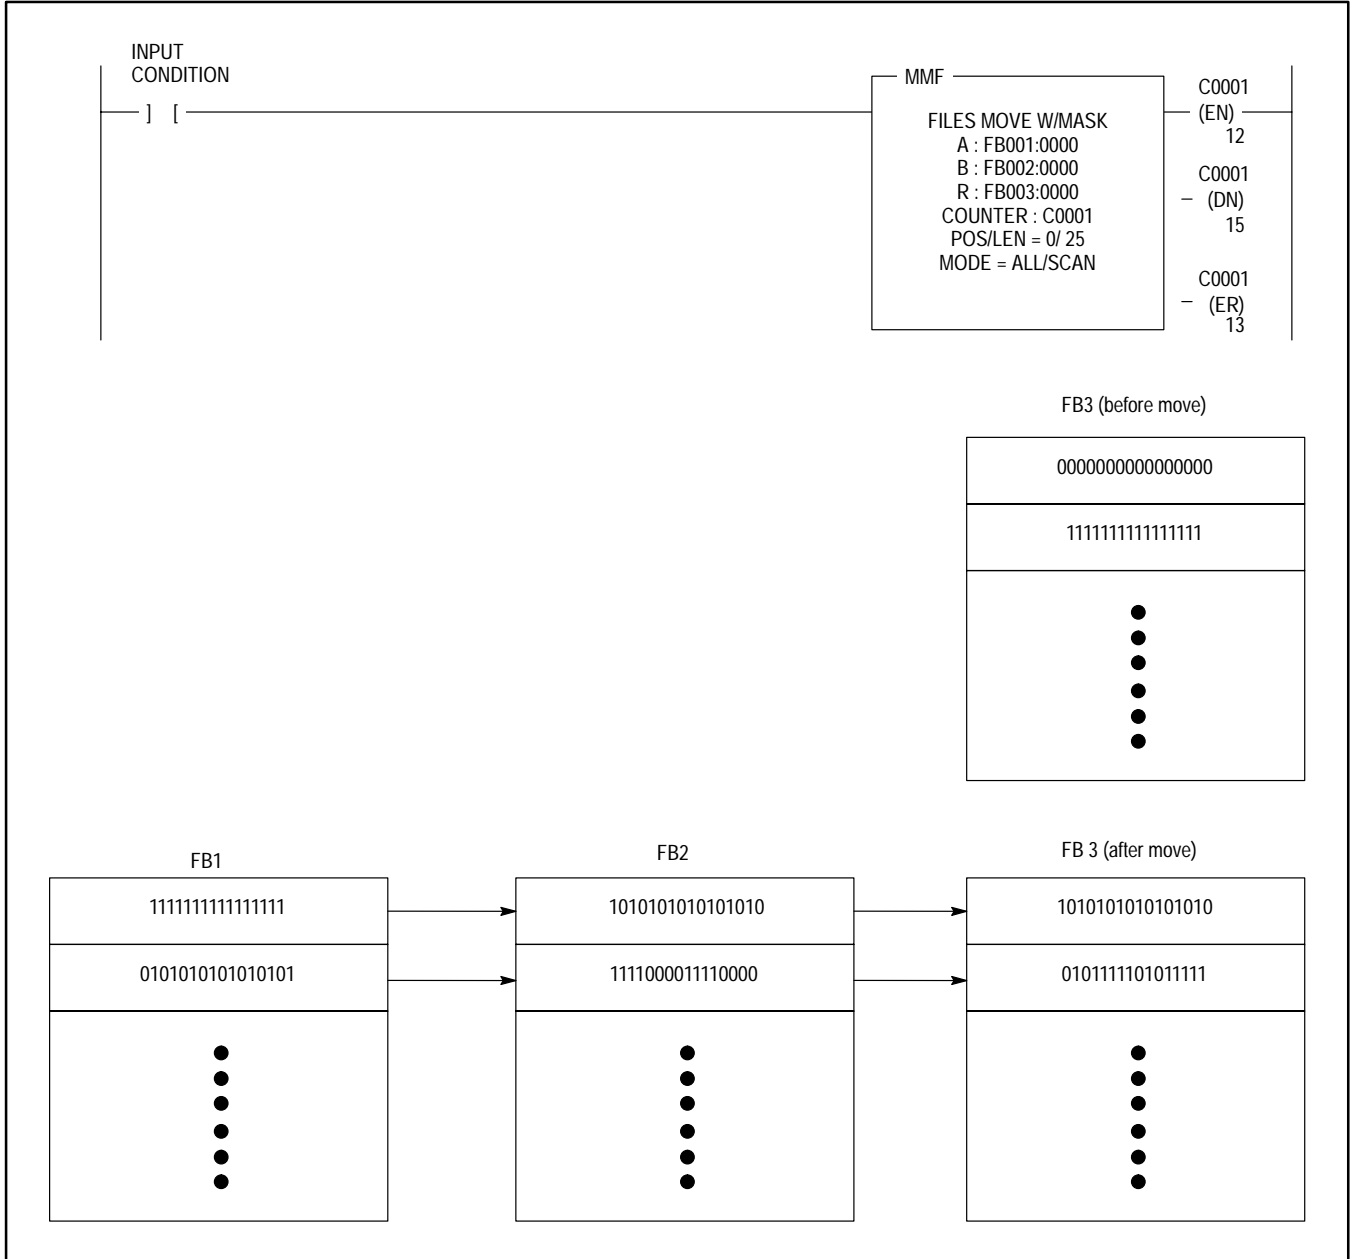 INPUT
CONDITION
] [
MMF
FILES MOVE W/MASK
A : FB001:0000
B : FB002:0000
R : FB003:0000
COUNTER : C0001
POS/LEN = 0/ 25
MODE = ALL/SCAN
C0001
(EN)
12
C0001
(DN)
15
C0001
(ER)
13
FB3 (before move)
0000000000000000
1111111111111111
FB1
FB2
FB 3 (after move)
1111111111111111
1010101010101010
1010101010101010
0101010101010101
1111000011110000
0101111101011111